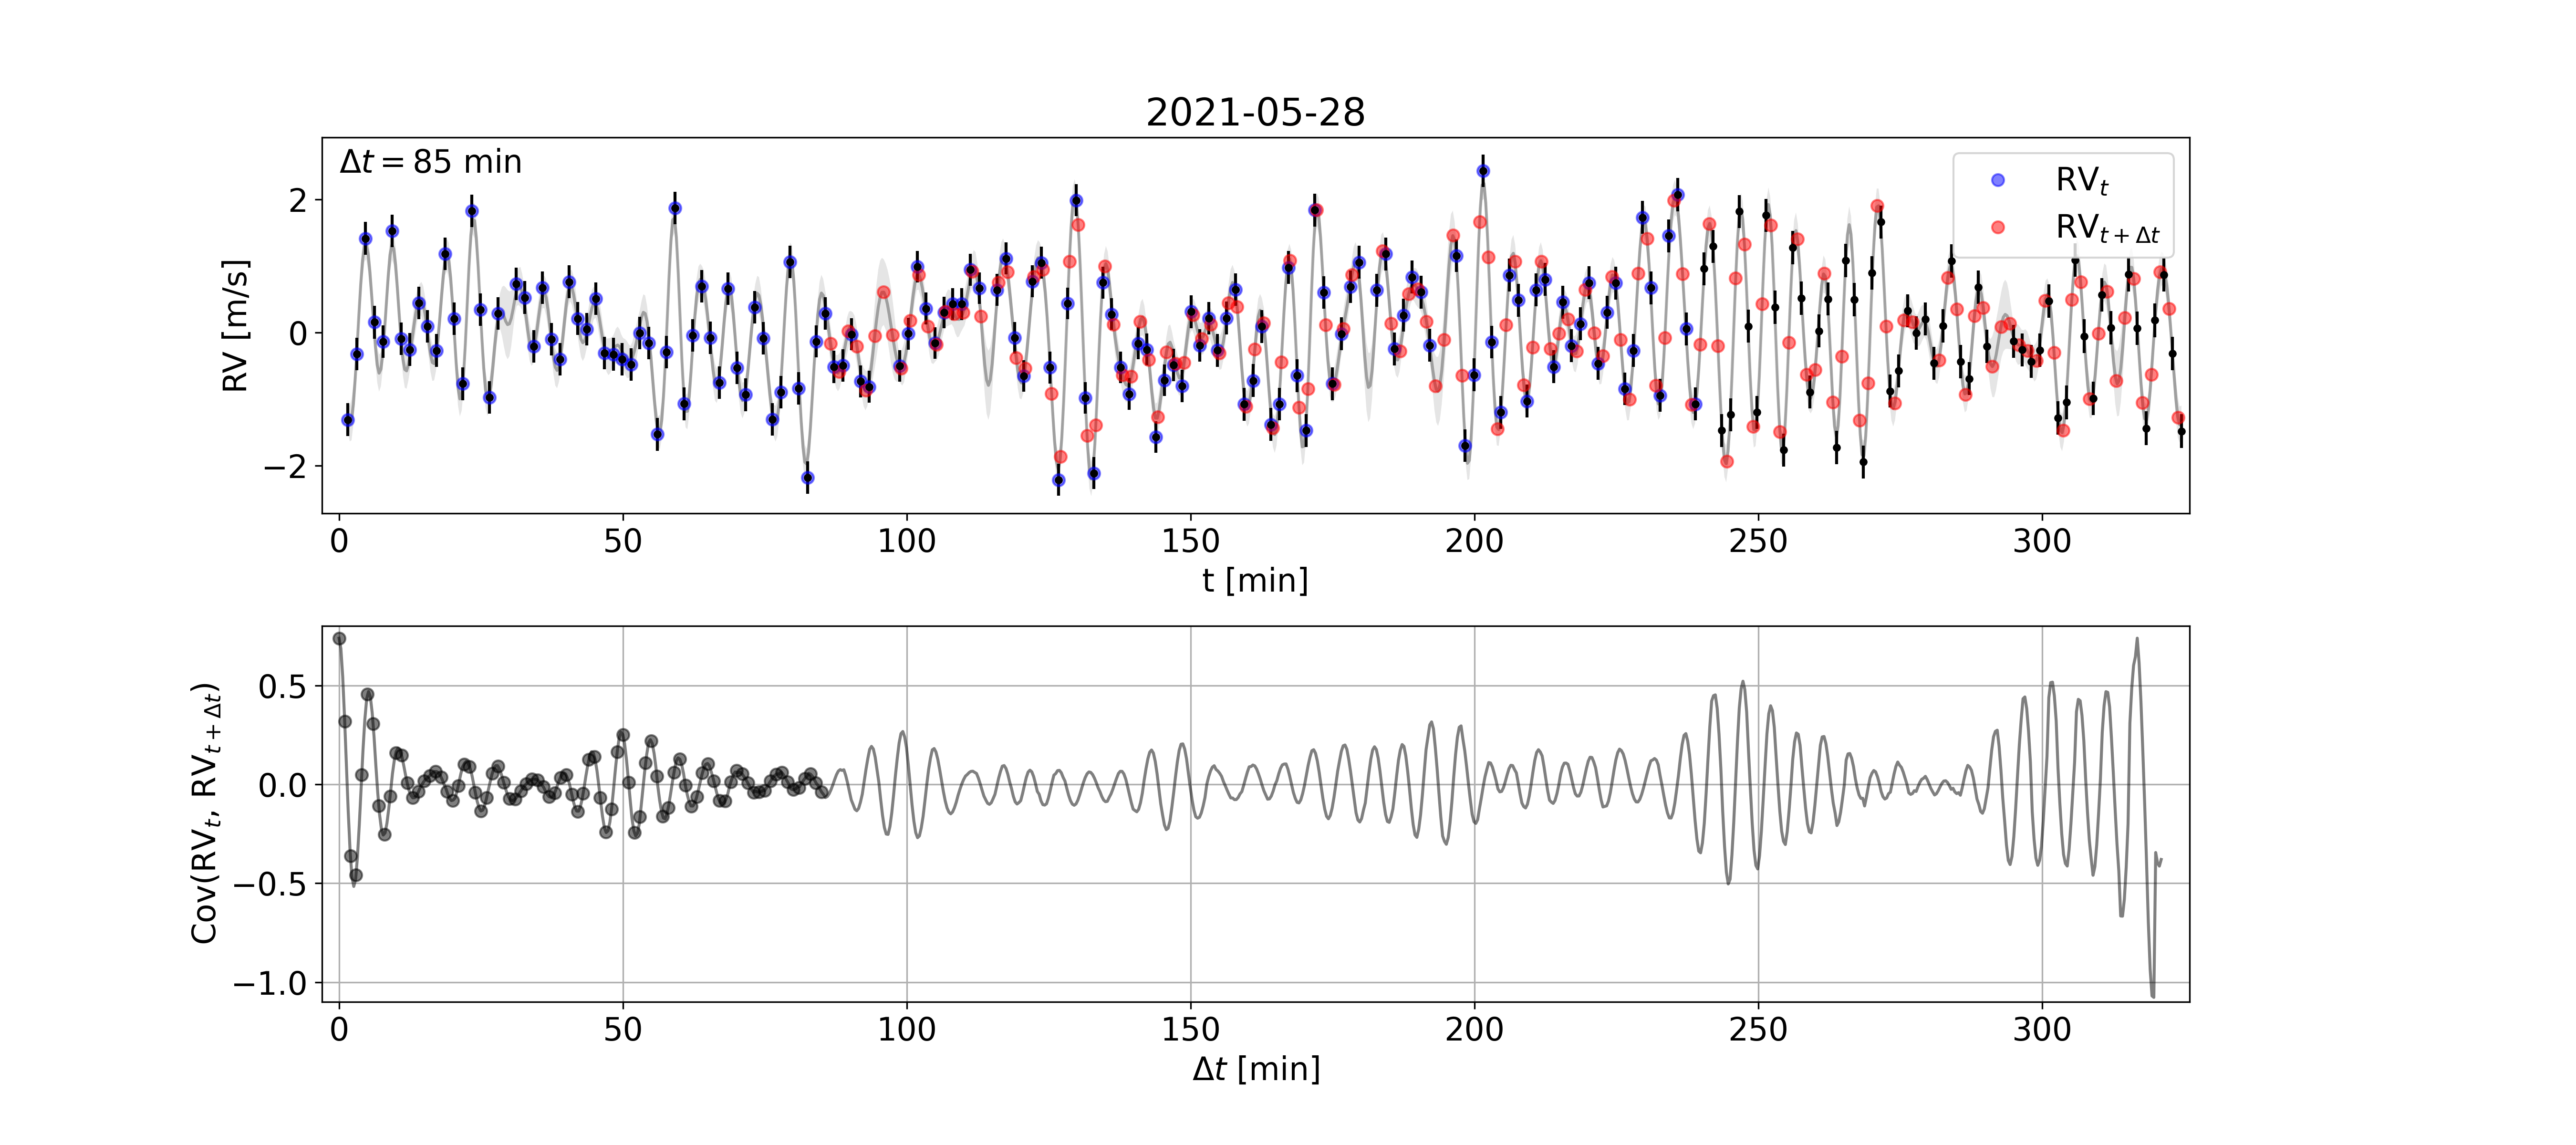 2021-05-28
Δt = 85 min
RV_t
RV_{t+Δt}
2
0
−2
RV [m/s]
0 50 100 150 200 250 300
t [min]
0.5
0.0
−0.5
−1.0
Cov(RV_t, RV_{t+Δt})
0 50 100 150 200 250 300
Δt [min]